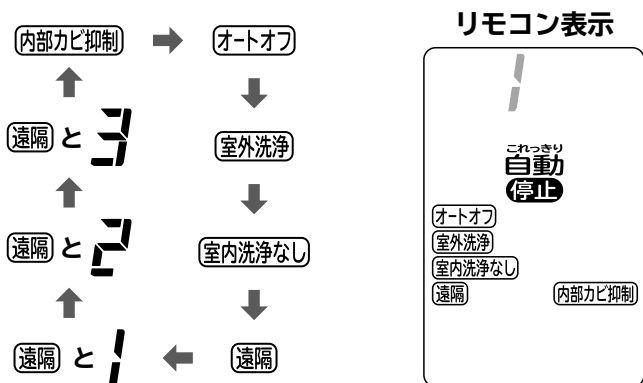 内部カビ抑制
オートオフ
遠隔 と 3
室外洗浄
遠隔 と 2
室内洗浄なし
遠隔 と 1
遠隔
リモコン表示
1
これっきり
自動
停止
オートオフ
室外洗浄
室内洗浄なし
遠隔 内部カビ抑制